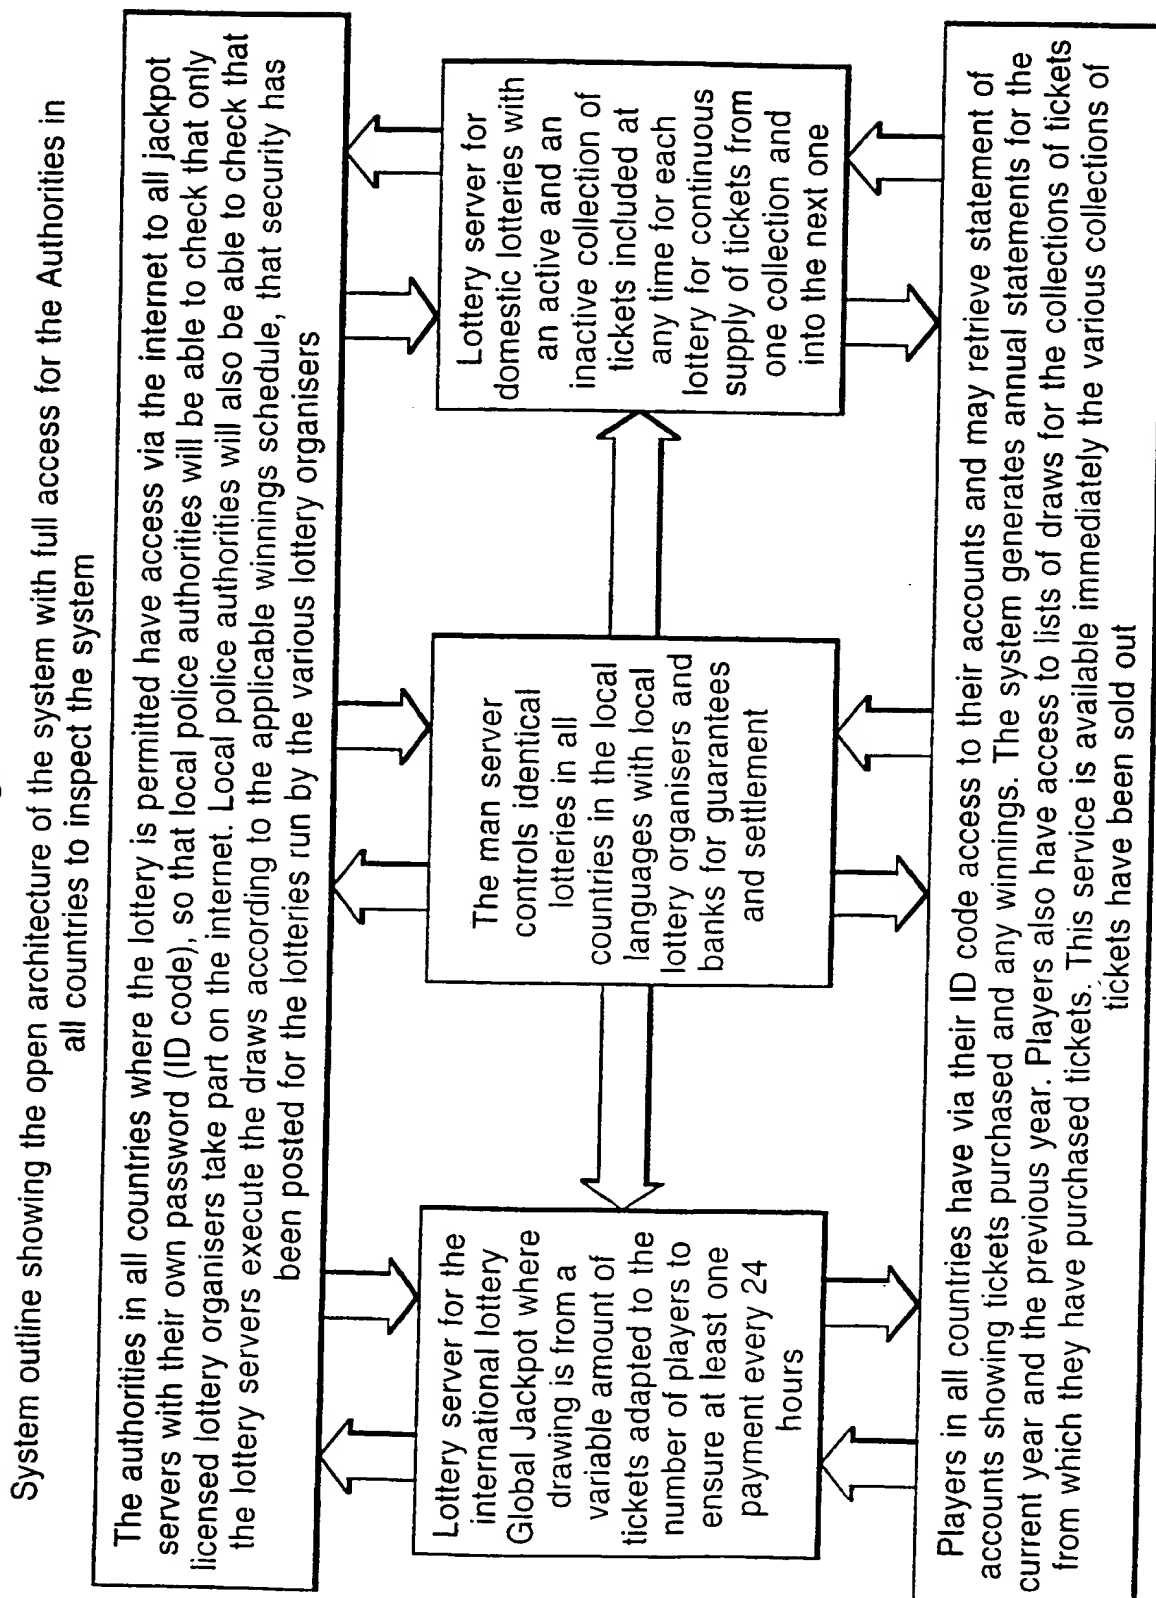 System outline showing the open architecture of the system with full access for the Authorities in
all countries to inspect the system
The authorities in all countries where the lottery is permitted have access via the internet to all jackpot
servers with their own password (ID code), so that local police authorities will be able to check that only
licensed lottery organisers take part on the internet. Local police authorities will also be able to check that
the lottery servers execute the draws according to the applicable winnings schedule, that security has
been posted for the lotteries run by the various lottery organisers
Lottery server for the
international lottery
Global Jackpot where
drawing is from a
variable amount of
tickets adapted to the
number of players to
ensure at least one
payment every 24
hours
The man server
controls identical
lotteries in all
countries in the local
languages with local
lottery organisers and
banks for guarantees
and settlement
Lottery server for
domestic lotteries with
an active and an
inactive collection of
tickets included at
any time for each
lottery for continuous
supply of tickets from
one collection and
into the next one
Players in all countries have via their ID code access to their accounts and may retrieve statement of
accounts showing tickets purchased and any winnings. The system generates annual statements for the
current year and the previous year. Players also have access to lists of draws for the collections of tickets
from which they have purchased tickets. This service is available immediately the various collections of
tickets have been sold out